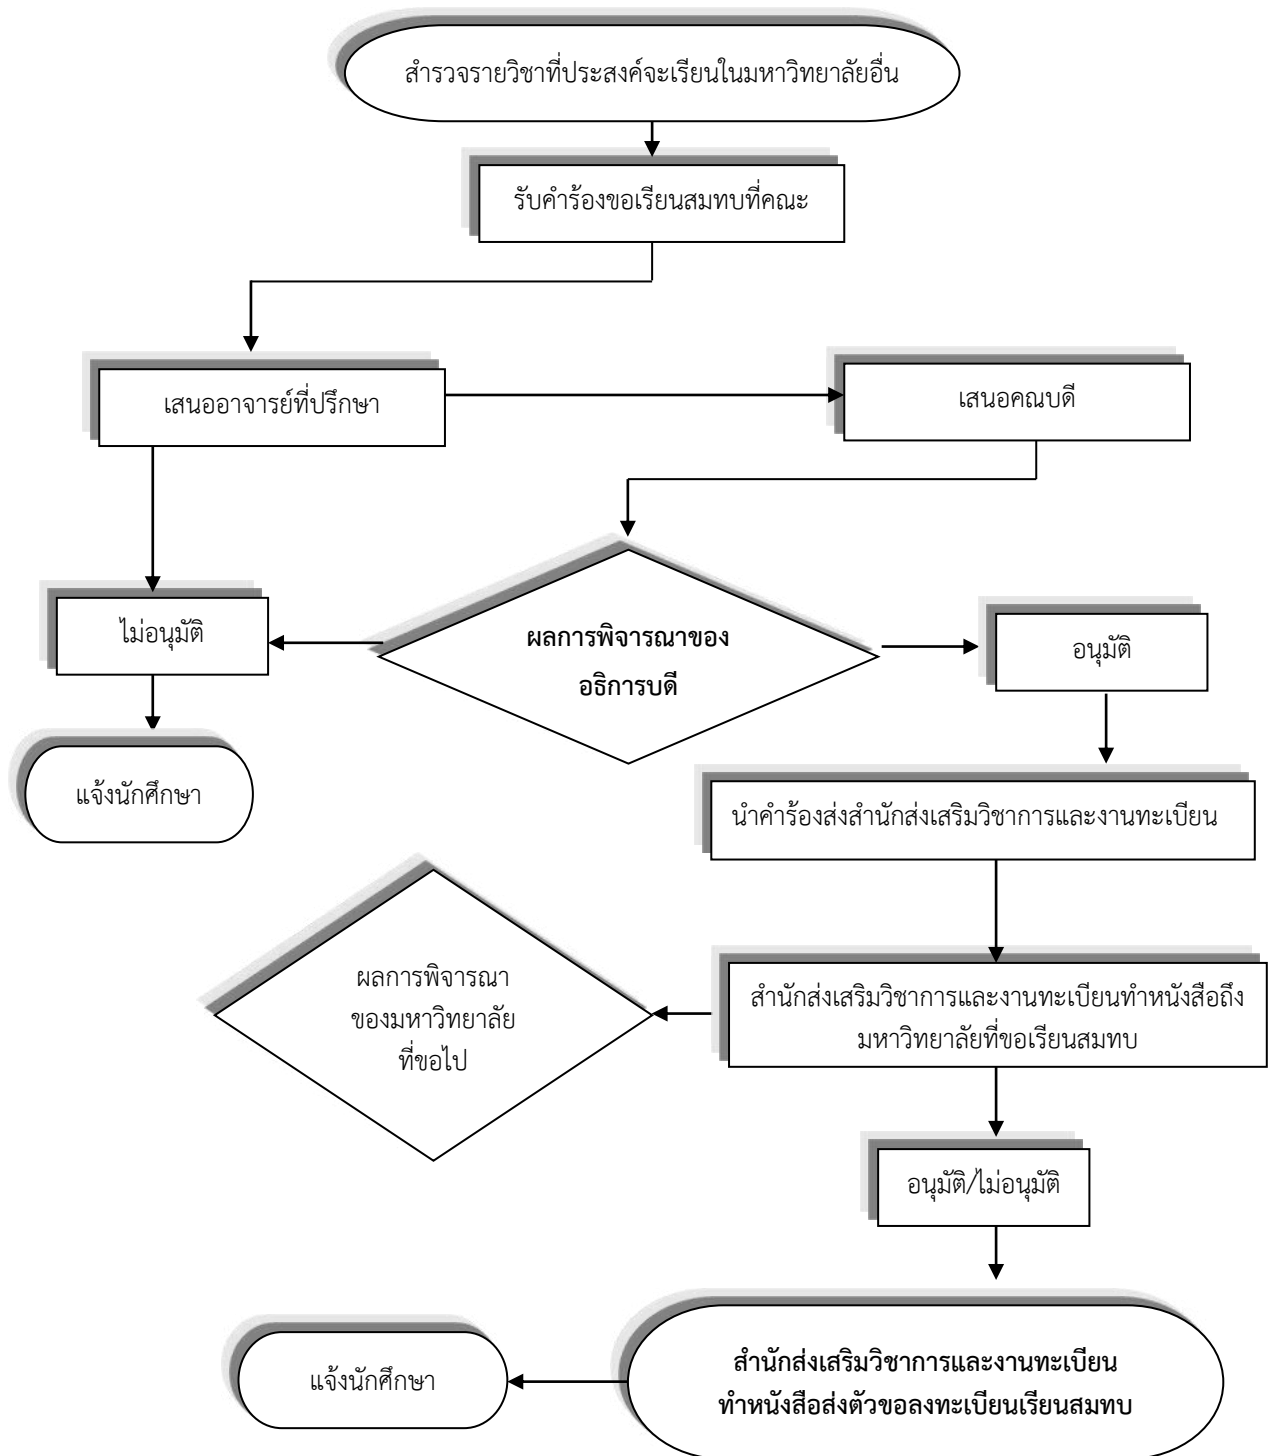 สำรวจรายวิชาที่ประสงค์จะเรียนในมหาวิทยาลัยอื่น
รับคำร้องขอเรียนสมทบที่คณะ
เสนออาจารย์ที่ปรึกษา
เสนอคณบดี
ไม่อนุมัติ
ผลการพิจารณาของ
อธิการบดี
อนุมัติ
แจ้งนักศึกษา
นำคำร้องส่งสำนักส่งเสริมวิชาการและงานทะเบียน
ผลการพิจารณา
ของมหาวิทยาลัย
ที่ขอไป
สำนักส่งเสริมวิชาการและงานทะเบียนทำหนังสือถึง
มหาวิทยาลัยที่ขอเรียนสมทบ
อนุมัติ/ไม่อนุมัติ
แจ้งนักศึกษา
สำนักส่งเสริมวิชาการและงานทะเบียน
ทำหนังสือส่งตัวขอลงทะเบียนเรียนสมทบ